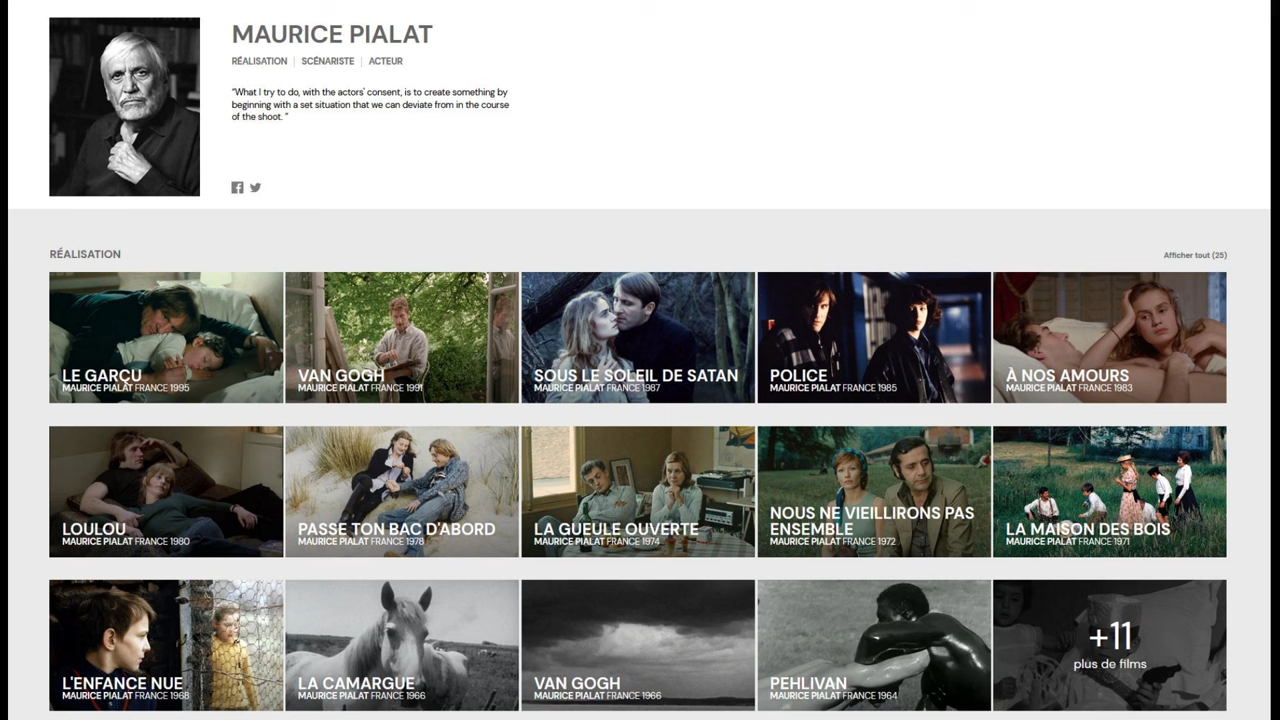 MAURICE PIALAT
RÉALISATION | SCÉNARISTE | ACTEUR
“What I try to do, with the actors' consent, is to create something by
beginning with a set situation that we can deviate from in the course
of the shoot. ”
RÉALISATION
Afficher tout (25)
LE GARÇU
MAURICE PIALAT FRANCE 1995
VAN GOGH
MAURICE PIALAT FRANCE 1991
SOUS LE SOLEIL DE SATAN
MAURICE PIALAT FRANCE 1987
POLICE
MAURICE PIALAT FRANCE 1985
À NOS AMOURS
MAURICE PIALAT FRANCE 1983
LOULOU
MAURICE PIALAT FRANCE 1980
PASSE TON BAC D'ABORD
MAURICE PIALAT FRANCE 1978
LA GUEULE OUVERTE
MAURICE PIALAT FRANCE 1974
NOUS NE VIEILLIRONS PAS
ENSEMBLE
MAURICE PIALAT FRANCE 1972
LA MAISON DES BOIS
MAURICE PIALAT FRANCE 1971
L'ENFANCE NUE
MAURICE PIALAT FRANCE 1968
LA CAMARGUE
MAURICE PIALAT FRANCE 1966
VAN GOGH
MAURICE PIALAT FRANCE 1966
PEHLIVAN
MAURICE PIALAT FRANCE 1964
+11
plus de films